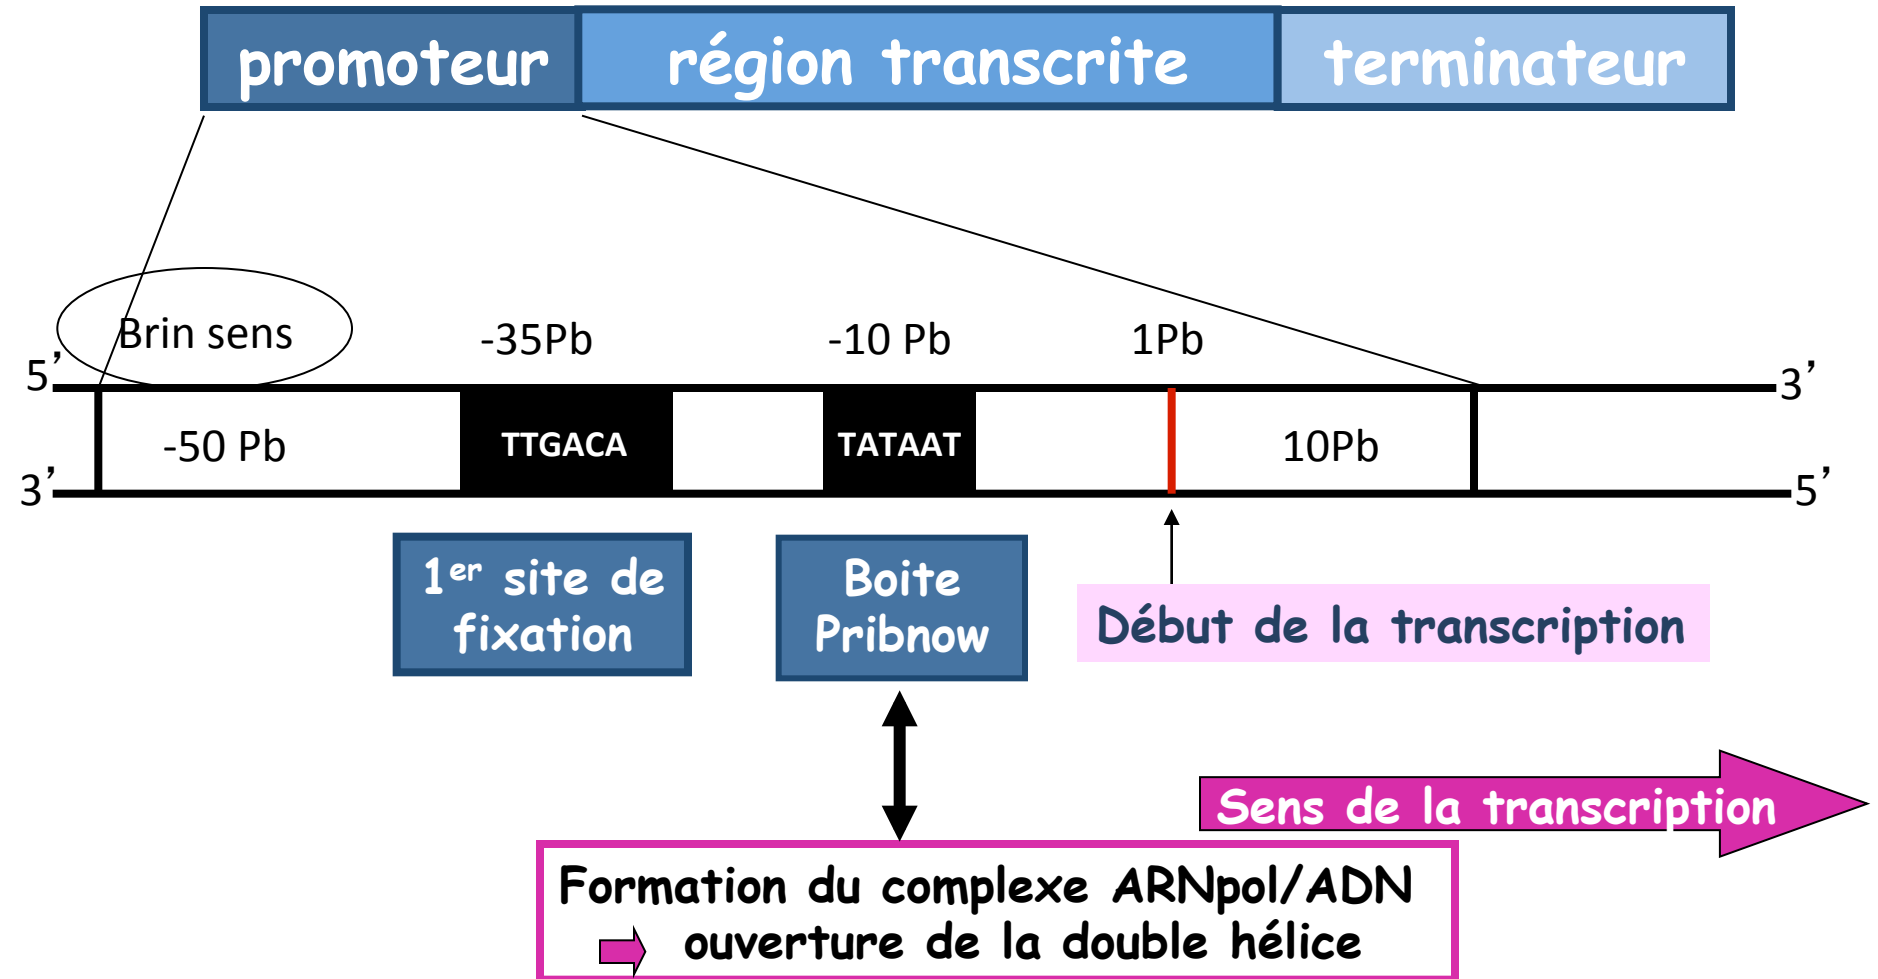 promoteur région transcrite terminateur
Brin sens -35Pb -10 Pb 1Pb
5’ 3’
-50 Pb TTGACA TATAAT 10Pb
3’ 5’
1er site de
fixation
Boite
Pribnow
Début de la transcription
Sens de la transcription
Formation du complexe ARNpol/ADN
ouverture de la double hélice